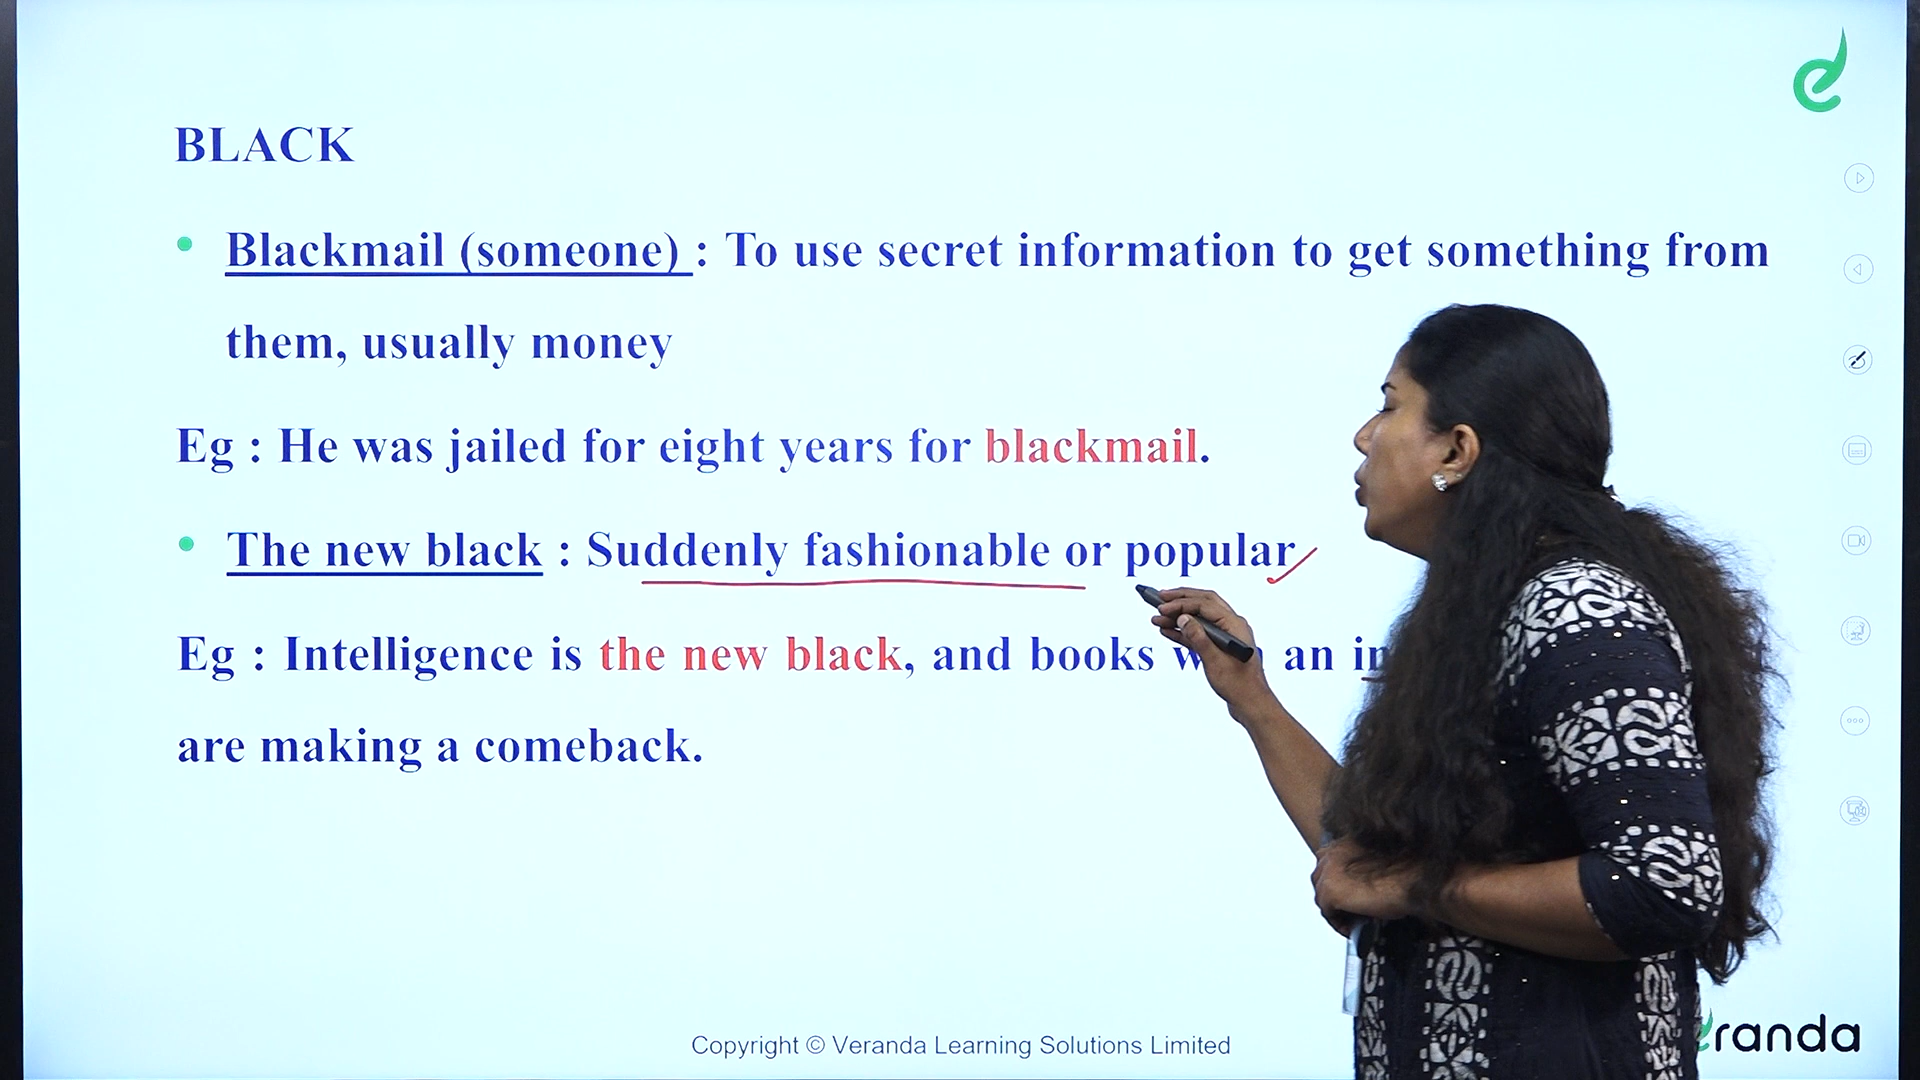 BLACK
Blackmail (someone) : To use secret information to get something from
them, usually money
Eg : He was jailed for eight years for blackmail.
The new black : Suddenly fashionable or popular
Eg : Intelligence is the new black, and books an
are making a comeback.
Copyright © Veranda Learning Solutions Limited
eranda